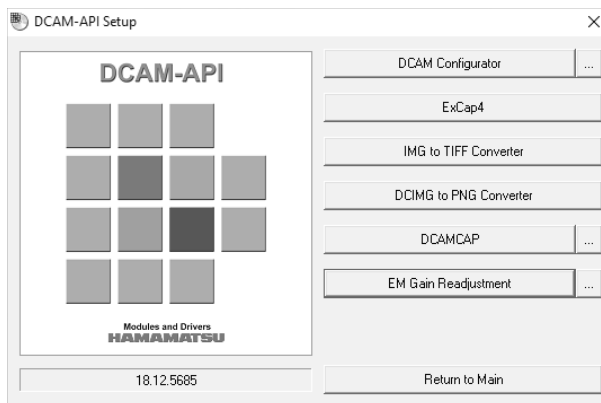 DCAM-API Setup
DCAM-API
Modules and Drivers
HAMAMATSU
18.12.5685
DCAM Configurator
...
ExCap4
IMG to TIFF Converter
DCIMG to PNG Converter
DCAMCAP
...
EM Gain Readjustment
...
Return to Main